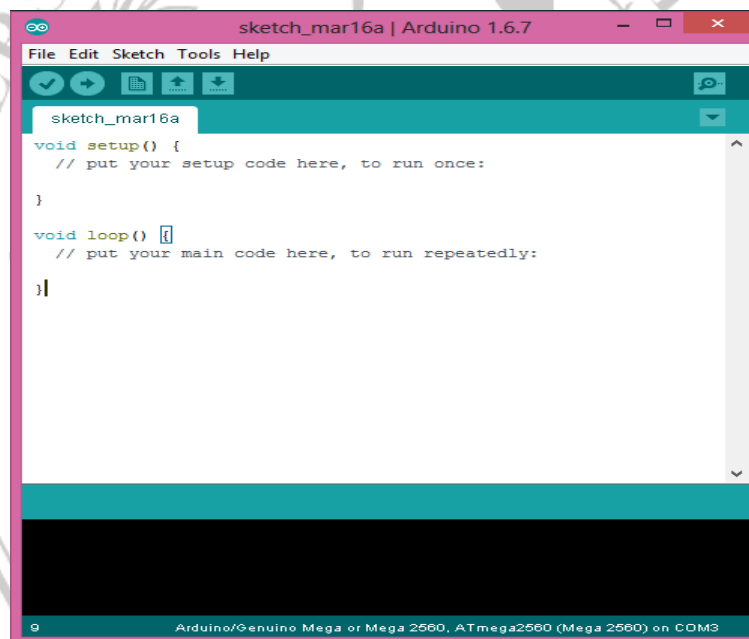 sketch_mar16a | Arduino 1.6.7
File Edit Sketch Tools Help
sketch_mar16a
void setup() {
  // put your setup code here, to run once:
}
void loop() {
  // put your main code here, to run repeatedly:
}
9 Arduino/Genuino Mega or Mega 2560, ATmega2560 (Mega 2560) on COM3